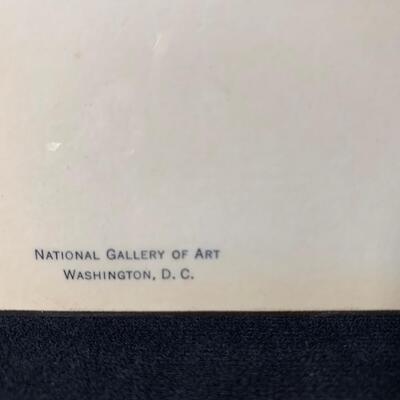 NATIONAL GALLERY OF ART
WASHINGTON, D. C.